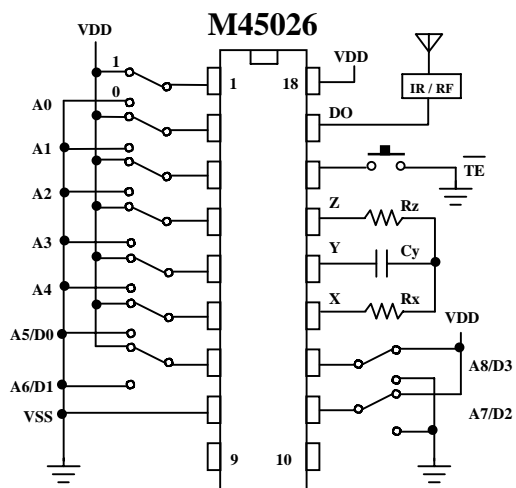 M45026
VDD
1
0
1
18
VDD
IR / RF
A0
DO
A1
TE
A2
Z
Rz
A3
Y
Cy
A4
X
Rx
VDD
A5/D0
A8/D3
A6/D1
A7/D2
VSS
9
10